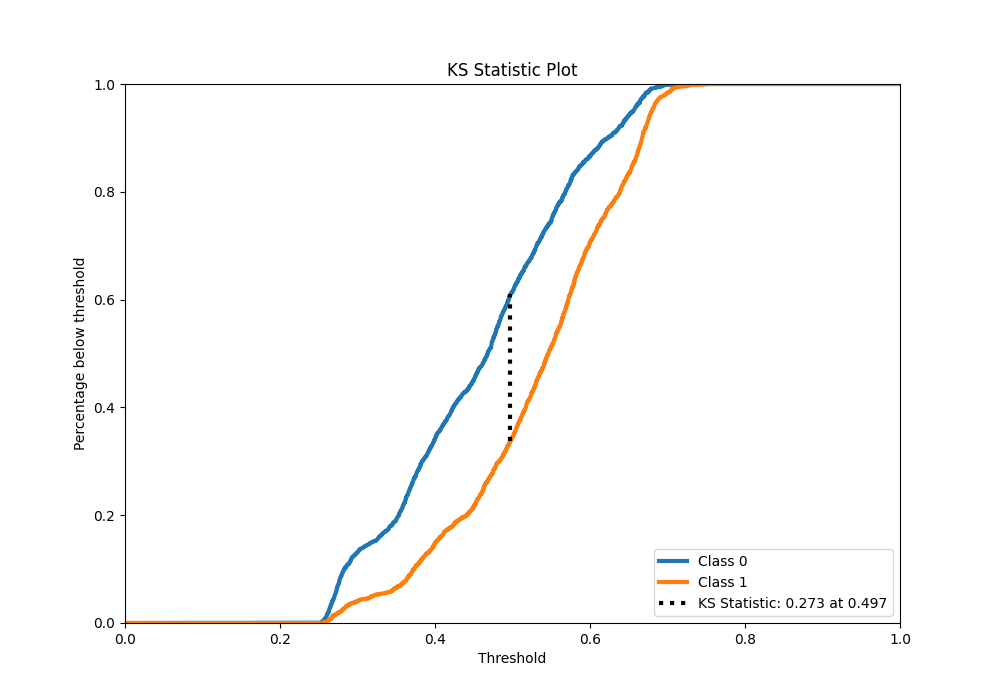 KS Statistic Plot
Percentage below threshold
1.0
0.8
0.6
0.4
0.2
0.0
0.0 0.2 0.4 0.6 0.8 1.0
Threshold
Class 0
Class 1
KS Statistic: 0.273 at 0.497